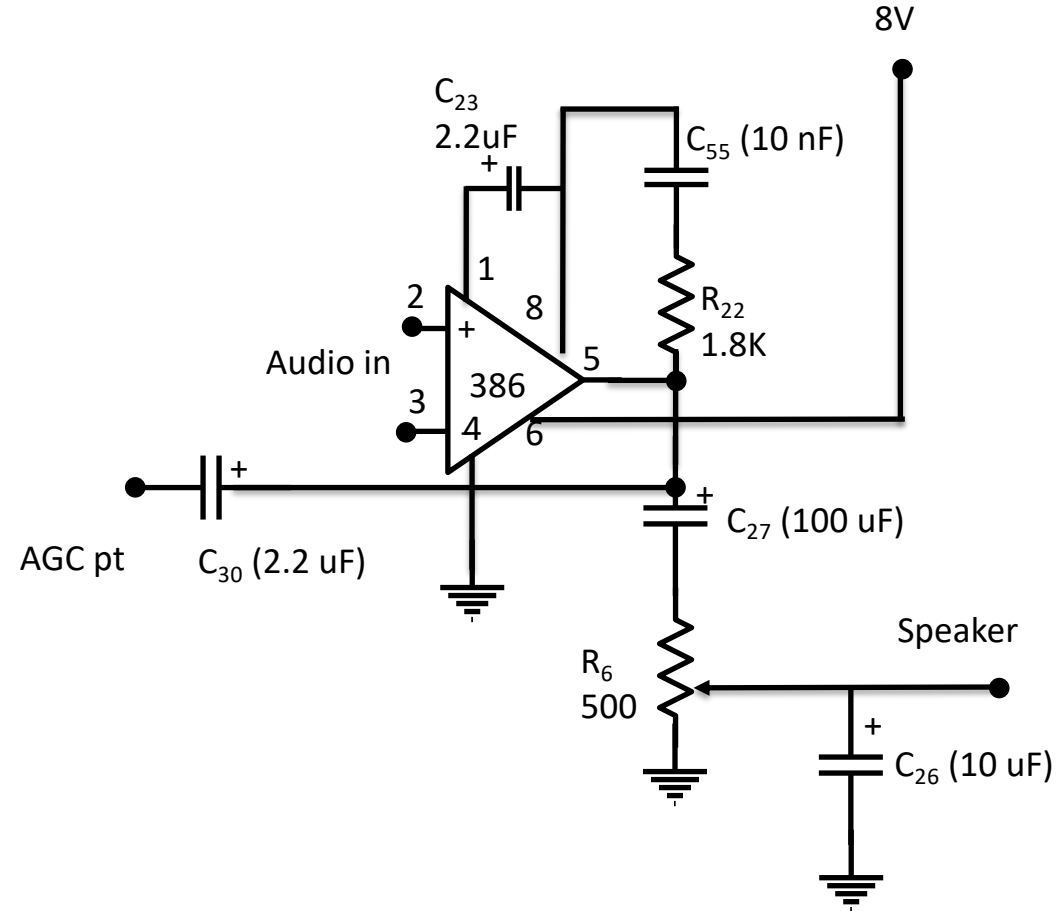 8V
C₂₃
2.2uF
+
C₅₅ (10 nF)
1
2
8
R₂₂
1.8K
+
5
Audio in
386
3
-4
6
+
+
C₂₇ (100 uF)
AGC pt
C₃₀ (2.2 uF)
Speaker
R₆
500
+
C₂₆ (10 uF)